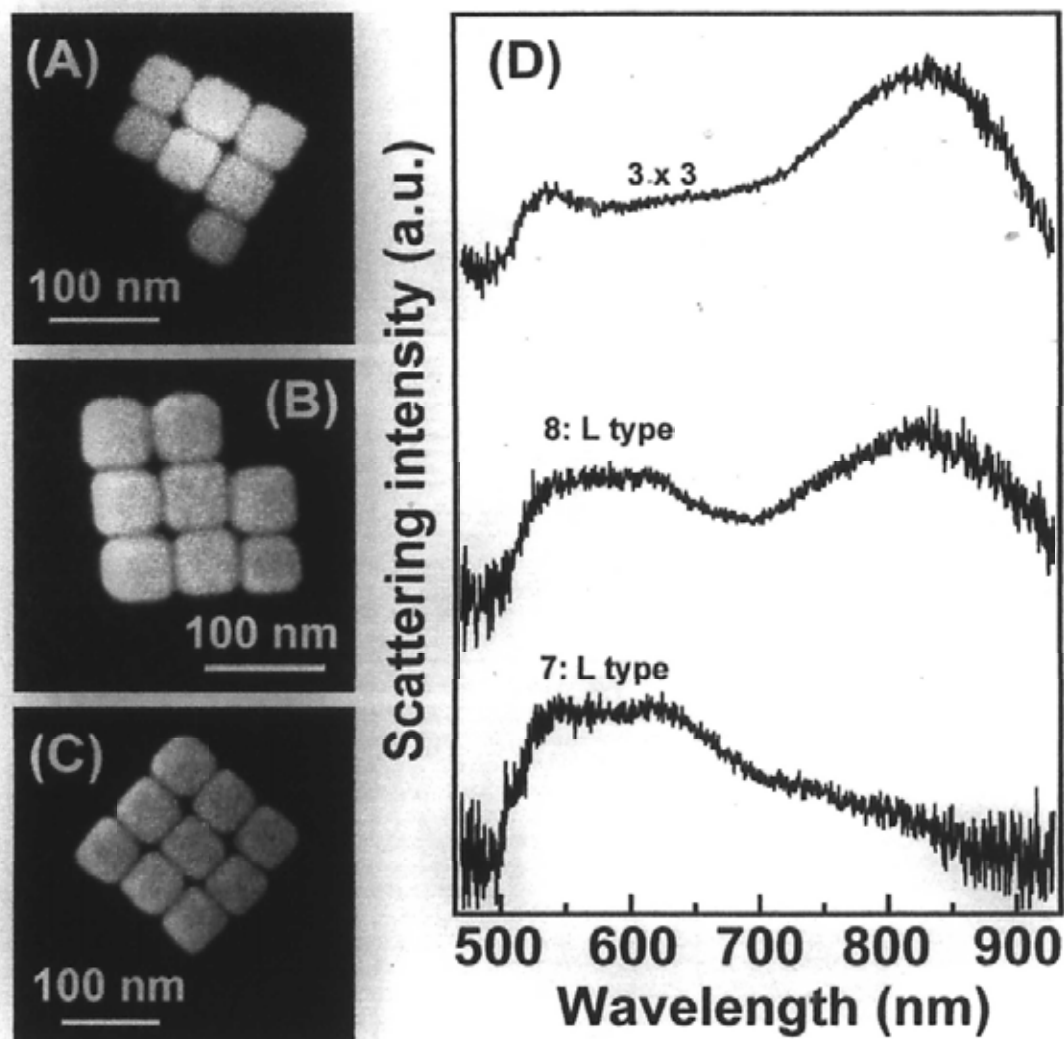 (A)
100 nm
(B)
100 nm
(C)
100 nm
(D)
Scattering intensity (a.u.)
3 x 3
8: L type
7: L type
500 600 700 800 900
Wavelength (nm)